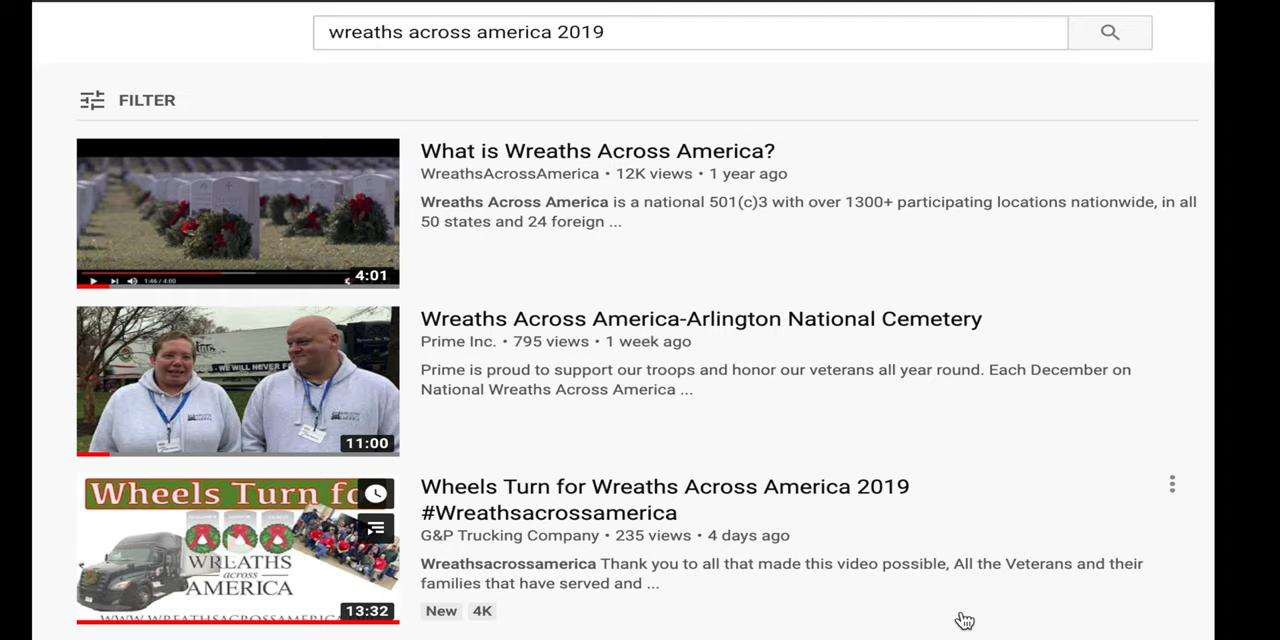 wreaths across america 2019
FILTER
What is Wreaths Across America?
WreathsAcrossAmerica • 12K views • 1 year ago
Wreaths Across America is a national 501(c)3 with over 1300+ participating locations nationwide, in all
50 states and 24 foreign ...
1:46 / 4:00
4:01
Wreaths Across America-Arlington National Cemetery
Prime Inc. • 795 views • 1 week ago
Prime is proud to support our troops and honor our veterans all year round. Each December on
National Wreaths Across America ...
- WE WILL NEVER
11:00
Wheels Turn fo
WREATHS
across
AMERICA
WWW.WREATHSACROSSAMERICA
13:32
Wheels Turn for Wreaths Across America 2019
#Wreathsacrossamerica
G&P Trucking Company • 235 views • 4 days ago
Wreathsacrossamerica Thank you to all that made this video possible, All the Veterans and their
families that have served and ...
New 4K